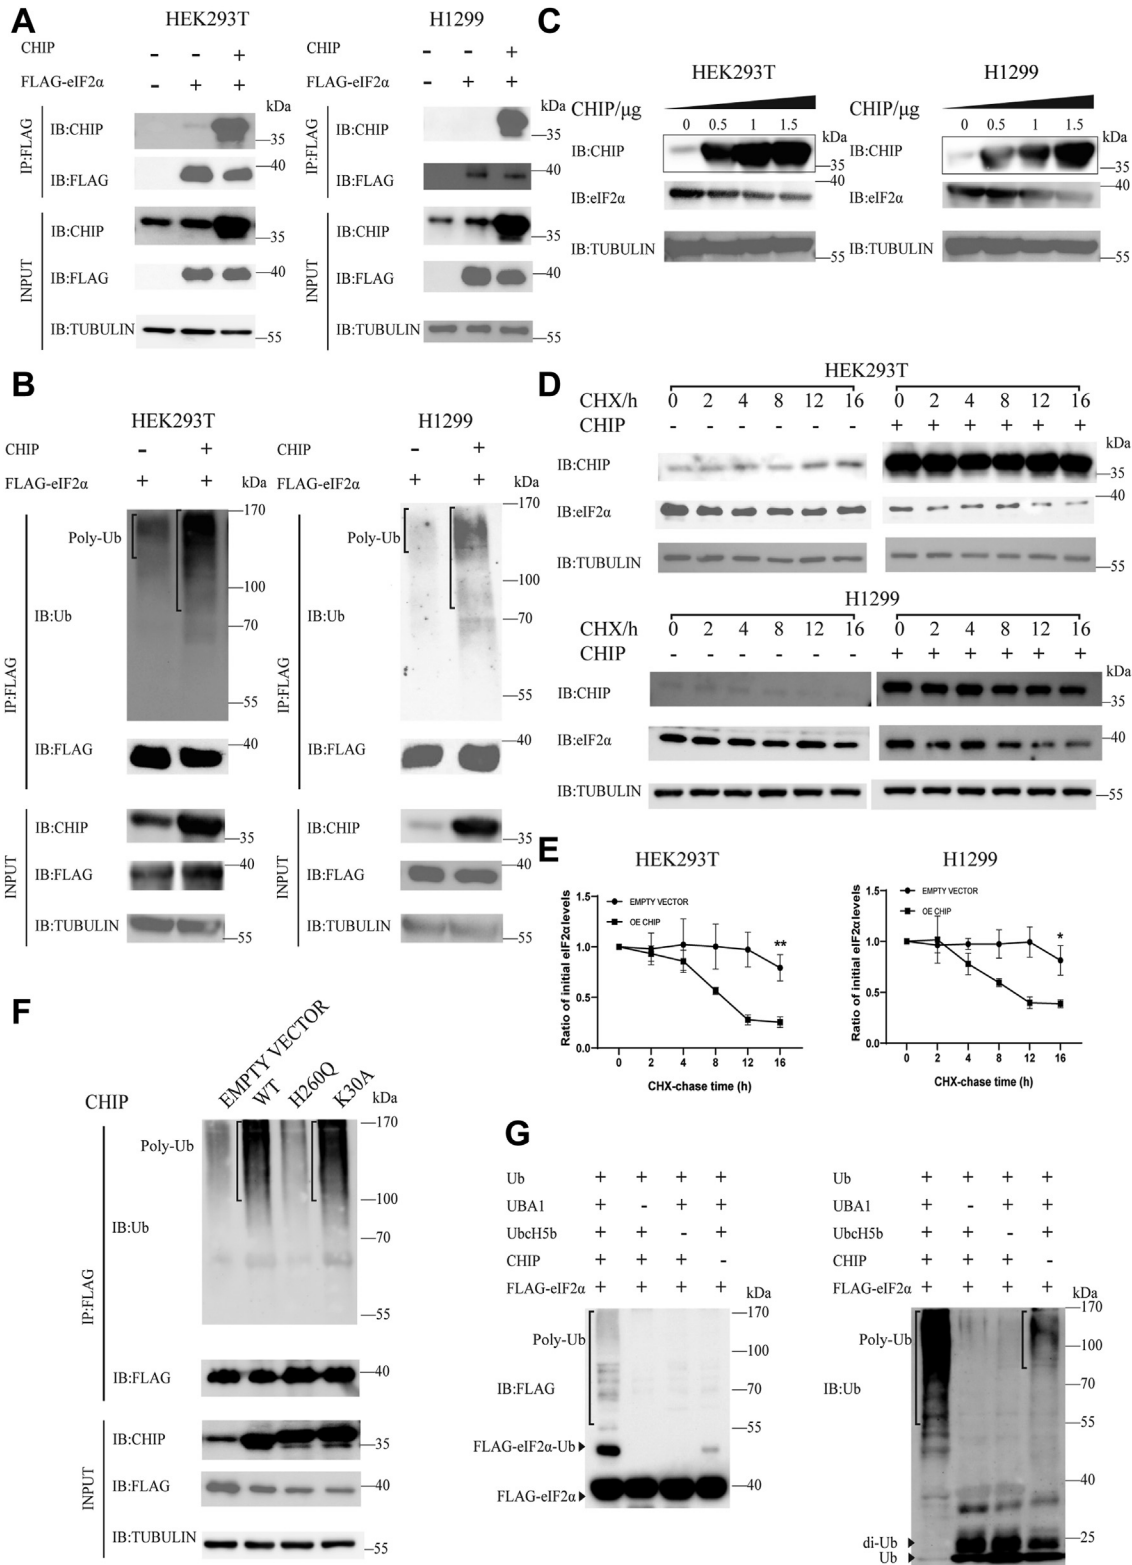 A
HEK293T
CHIP - - +
FLAG-eIF2α - + +
kDa
IP:FLAG
IB:CHIP
35
IB:FLAG
40
INPUT
IB:CHIP
35
IB:FLAG
40
IB:TUBULIN
55
H1299
CHIP - - +
FLAG-eIF2α - + +
kDa
IP:FLAG
IB:CHIP
35
IB:FLAG
40
INPUT
IB:CHIP
35
IB:FLAG
40
IB:TUBULIN
55
C
HEK293T
CHIP/μg
0 0.5 1 1.5
kDa
IB:CHIP
35
40
IB:eIF2α
IB:TUBULIN
55
H1299
CHIP/μg
0 0.5 1 1.5
kDa
IB:CHIP
35
40
IB:eIF2α
IB:TUBULIN
55
B
HEK293T
CHIP - +
FLAG-eIF2α + +
kDa
170
Poly-Ub
100
IB:Ub
70
IP:FLAG
55
IB:FLAG
40
INPUT
IB:CHIP
35
IB:FLAG
40
IB:TUBULIN
55
H1299
CHIP - +
FLAG-eIF2α + +
kDa
170
Poly-Ub
100
IB:Ub
70
IP:FLAG
55
IB:FLAG
40
INPUT
IB:CHIP
35
IB:FLAG
40
IB:TUBULIN
55
D
HEK293T
CHX/h 0 2 4 8 12 16 0 2 4 8 12 16
CHIP - - - - - - + + + + + +
kDa
IB:CHIP
35
40
IB:eIF2α
IB:TUBULIN
55
H1299
CHX/h 0 2 4 8 12 16 0 2 4 8 12 16
CHIP - - - - - - + + + + + +
kDa
IB:CHIP
35
IB:eIF2α
40
IB:TUBULIN
55
E
HEK293T
Ratio of initial eIF2αlevels
1.5
1.0
0.5
0.0
EMPTY VECTOR
OE CHIP
**
0 2 4 8 12 16
CHX-chase time (h)
H1299
Ratio of initial eIF2αlevels
1.5
1.0
0.5
0.0
EMPTY VECTOR
OE CHIP
*
0 2 4 8 12 16
CHX-chase time (h)
F
CHIP
EMPTY VECTOR
WT
H260Q
K30A
kDa
170
Poly-Ub
100
IB:Ub
70
IP:FLAG
55
IB:FLAG
40
INPUT
IB:CHIP
35
IB:FLAG
40
IB:TUBULIN
55
G
Ub + + + +
UBA1 + - + +
UbcH5b + + - +
CHIP + + + -
FLAG-eIF2α + + + +
kDa
170
Poly-Ub
100
IB:FLAG
70
55
FLAG-eIF2α-Ub
FLAG-eIF2α
40
Ub + + + +
UBA1 + - + +
UbcH5b + + - +
CHIP + + + -
FLAG-eIF2α + + + +
kDa
170
Poly-Ub
100
IB:Ub
70
55
40
25
di-Ub
Ub